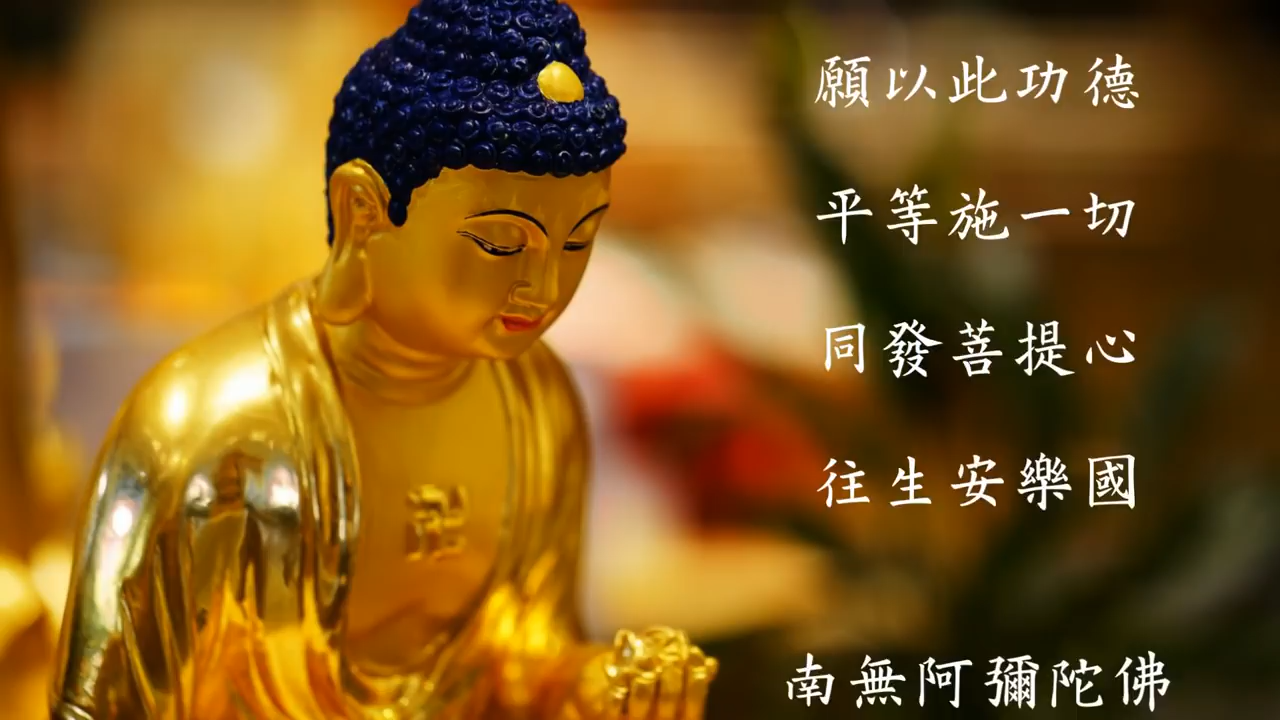 願以此功德
平等施一切
同發菩提心
往生安樂國
南無阿彌陀佛